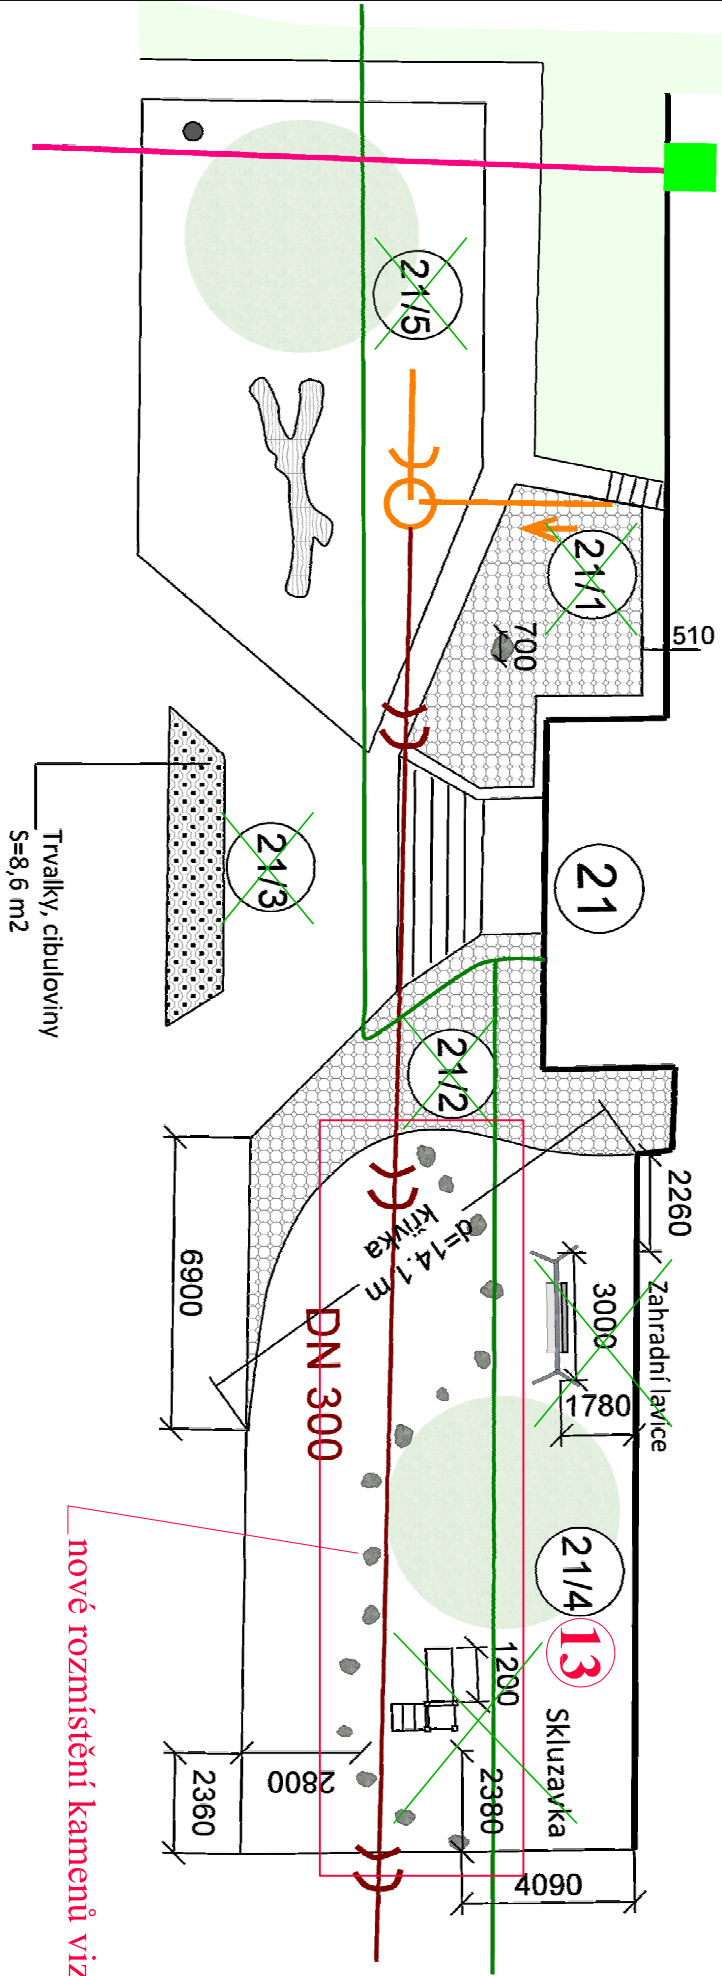 21/5
21/1
700
510
21
21/3
Trvalky, cibuloviny
S=8,6 m2
21/2
2260
křivka
d=14.1 m
6900
Zahradní lavice
3000
1780
DN 300
21/4
13
1200
Skluzavka
2800
2360
2380
4090
nové rozmístění kamenů viz